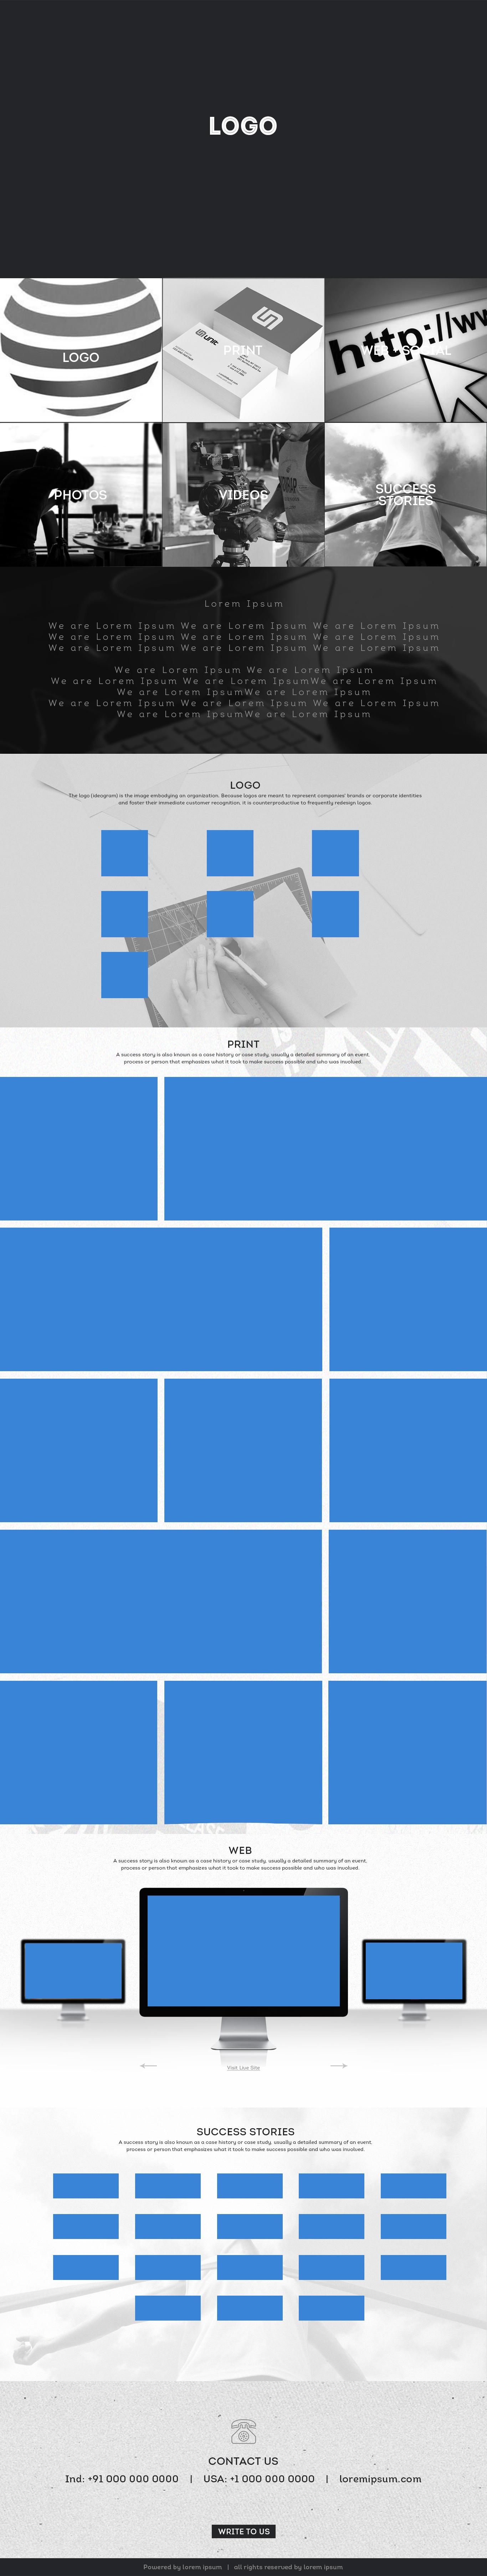 LOGO
LOGO
PRINT
WEB + SOCIAL
http://ww
unit
PHOTOS
VIDEOS
SUCCESS
STORIES
Lorem Ipsum
We are Lorem Ipsum We are Lorem Ipsum We are Lorem Ipsum
We are Lorem Ipsum We are Lorem Ipsum We are Lorem Ipsum
We are Lorem Ipsum We are Lorem Ipsum We are Lorem Ipsum
We are Lorem Ipsum We are Lorem Ipsum
We are Lorem Ipsum We are Lorem IpsumWe are Lorem Ipsum
We are Lorem IpsumWe are Lorem Ipsum
We are Lorem Ipsum We are Lorem Ipsum We are Lorem Ipsum
We are Lorem IpsumWe are Lorem Ipsum
LOGO
The logo (ideogram) is the image embodying an organization. Because logos are meant to represent companies' brands or corporate identities
and foster their immediate customer recognition, it is counterproductive to frequently redesign logos.
PRINT
A success story is also known as a case history or case study, usually a detailed summary of an event,
process or person that emphasizes what it took to make success possible and who was involved.
WEB
A success story is also known as a case history or case study, usually a detailed summary of an event,
process or person that emphasizes what it took to make success possible and who was involved.
Visit Live Site
SUCCESS STORIES
A success story is also known as a case history or case study, usually a detailed summary of an event,
process or person that emphasizes what it took to make success possible and who was involved.
CONTACT US
Ind: +91 000 000 0000 | USA: +1 000 000 0000 | loremipsum.com
WRITE TO US
Powered by lorem ipsum | all rights reserued by lorem ipsum